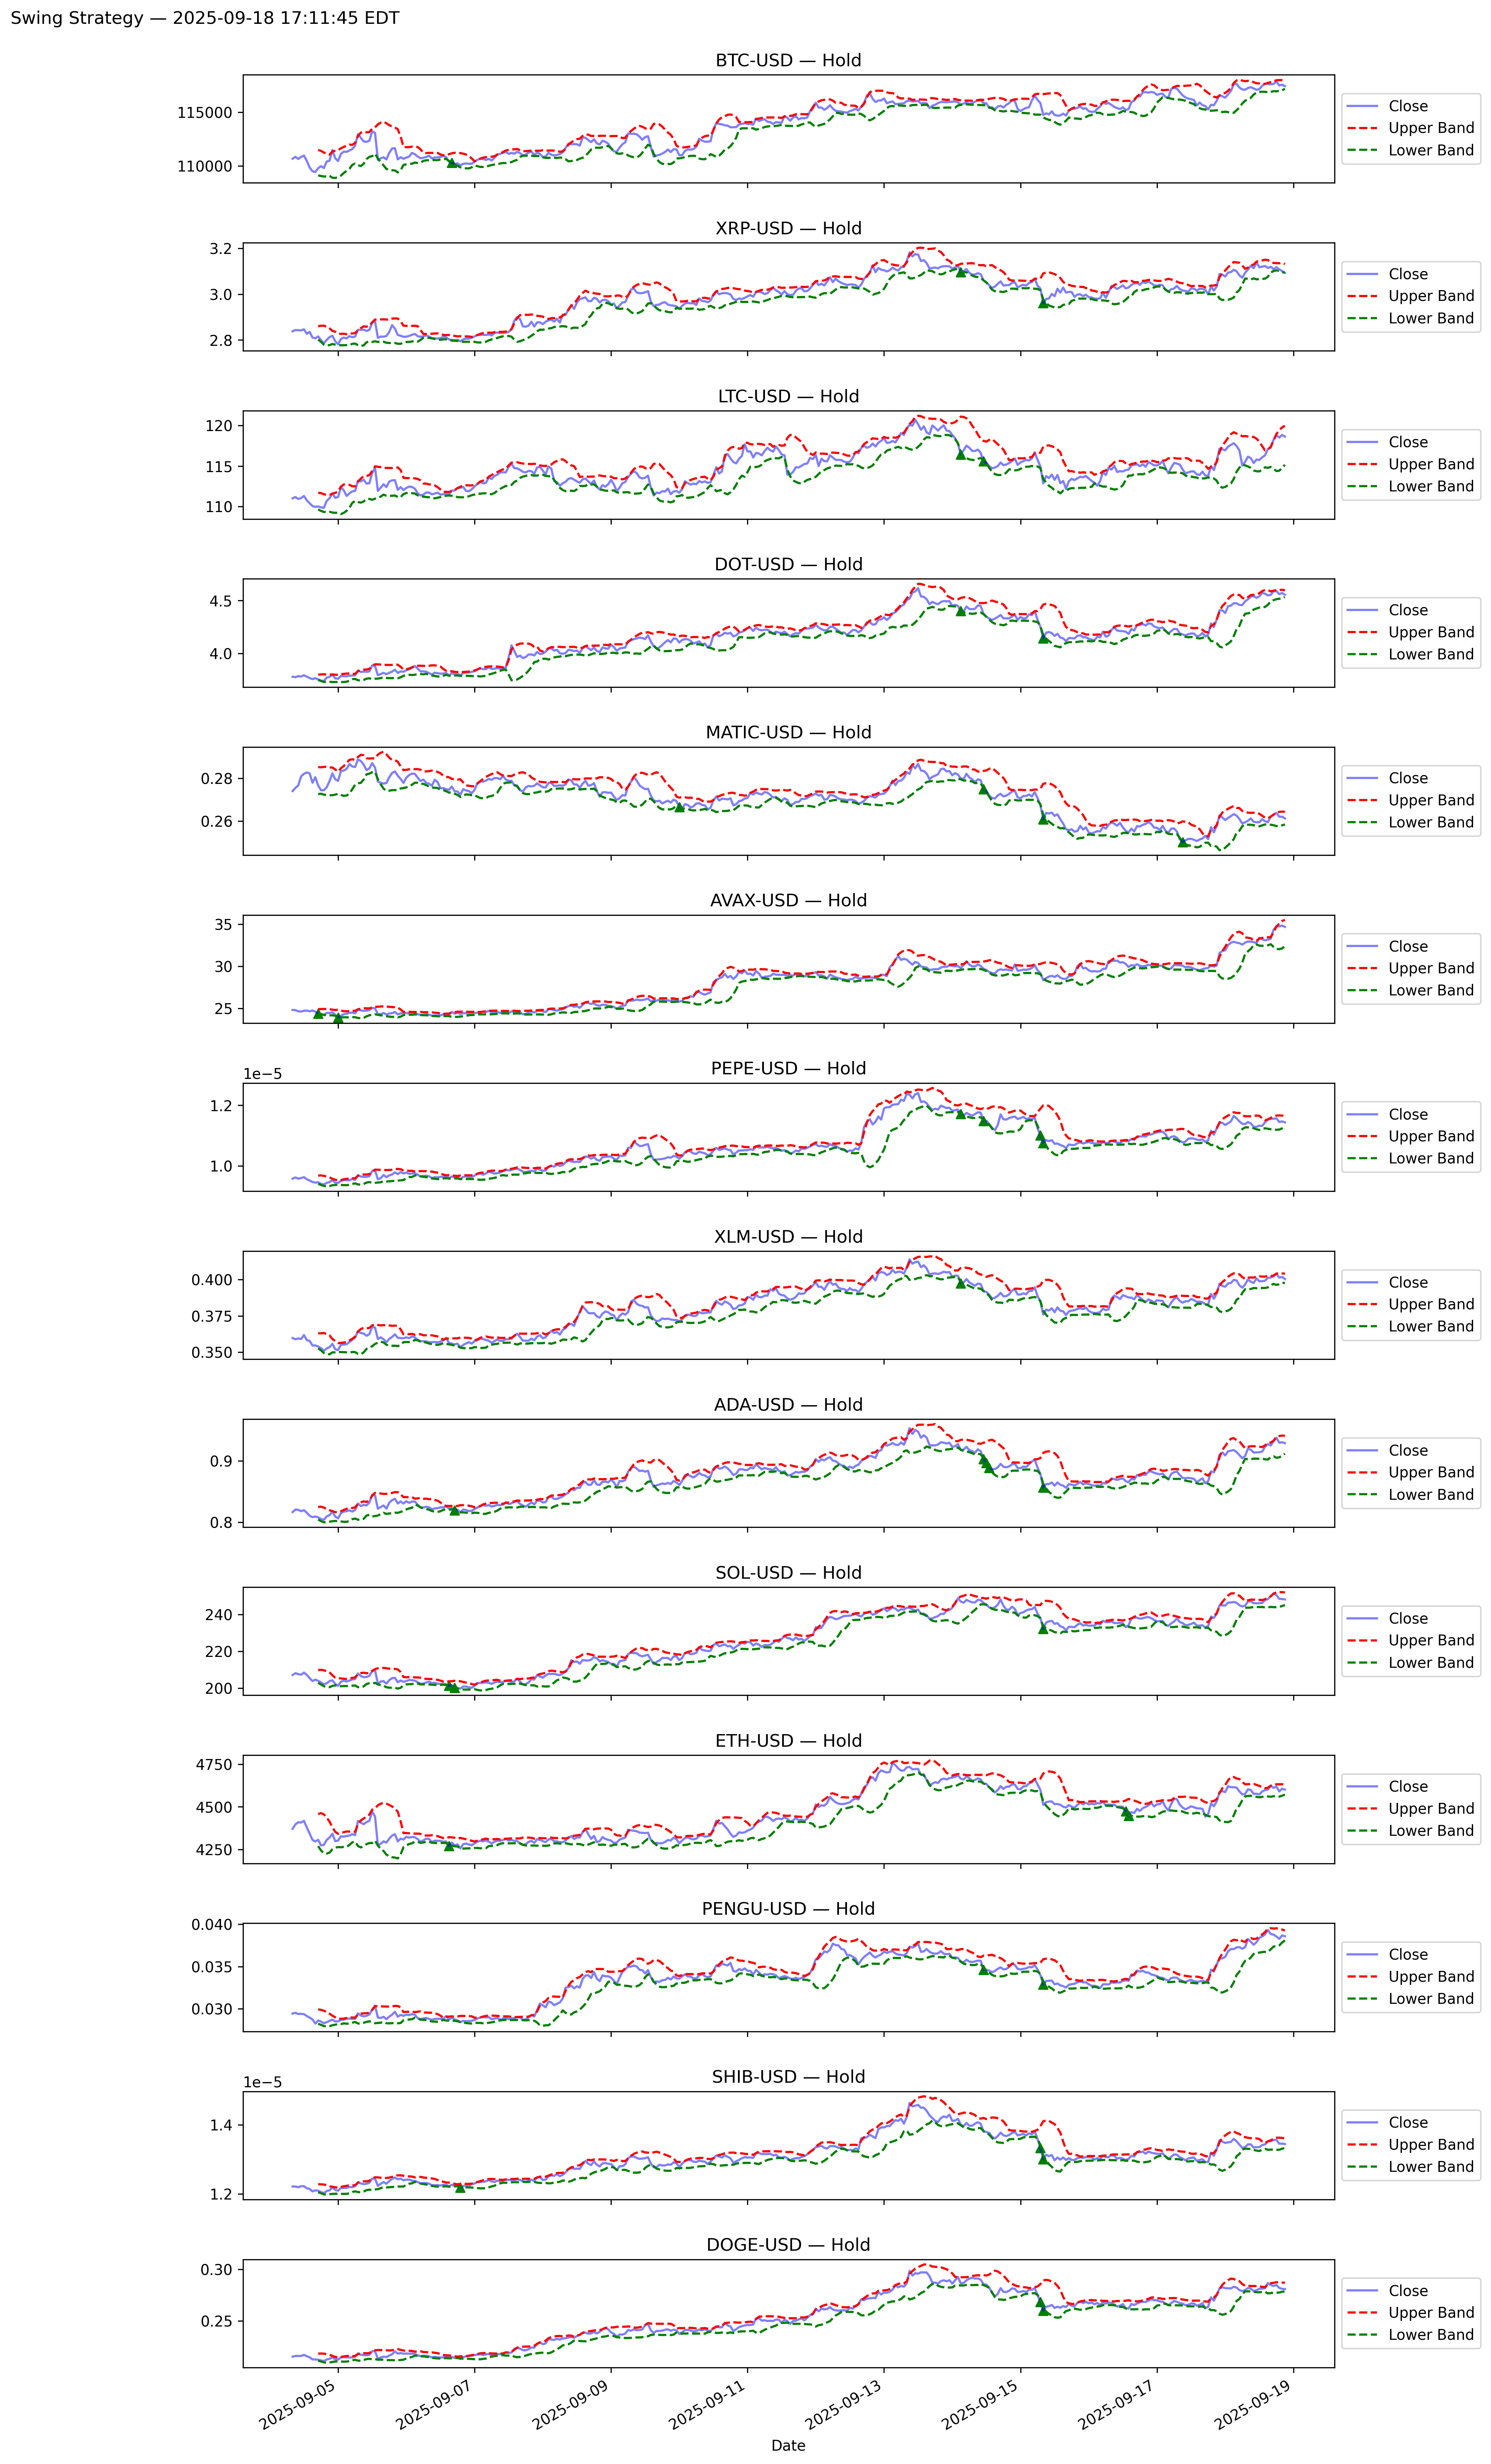 Swing Strategy — 2025-09-18 17:11:45 EDT
BTC-USD — Hold
115000
110000
Close
Upper Band
Lower Band
XRP-USD — Hold
3.2
3.0
2.8
Close
Upper Band
Lower Band
LTC-USD — Hold
120
115
110
Close
Upper Band
Lower Band
DOT-USD — Hold
4.5
4.0
Close
Upper Band
Lower Band
MATIC-USD — Hold
0.28
0.26
Close
Upper Band
Lower Band
AVAX-USD — Hold
35
30
25
Close
Upper Band
Lower Band
PEPE-USD — Hold
1e−5
1.2
1.0
Close
Upper Band
Lower Band
XLM-USD — Hold
0.400
0.375
0.350
Close
Upper Band
Lower Band
ADA-USD — Hold
0.9
0.8
Close
Upper Band
Lower Band
SOL-USD — Hold
240
220
200
Close
Upper Band
Lower Band
ETH-USD — Hold
4750
4500
4250
Close
Upper Band
Lower Band
PENGU-USD — Hold
0.040
0.035
0.030
Close
Upper Band
Lower Band
SHIB-USD — Hold
1e−5
1.4
1.2
Close
Upper Band
Lower Band
DOGE-USD — Hold
0.30
0.25
Close
Upper Band
Lower Band
2025-09-05
2025-09-07
2025-09-09
2025-09-11
2025-09-13
2025-09-15
2025-09-17
2025-09-19
Date